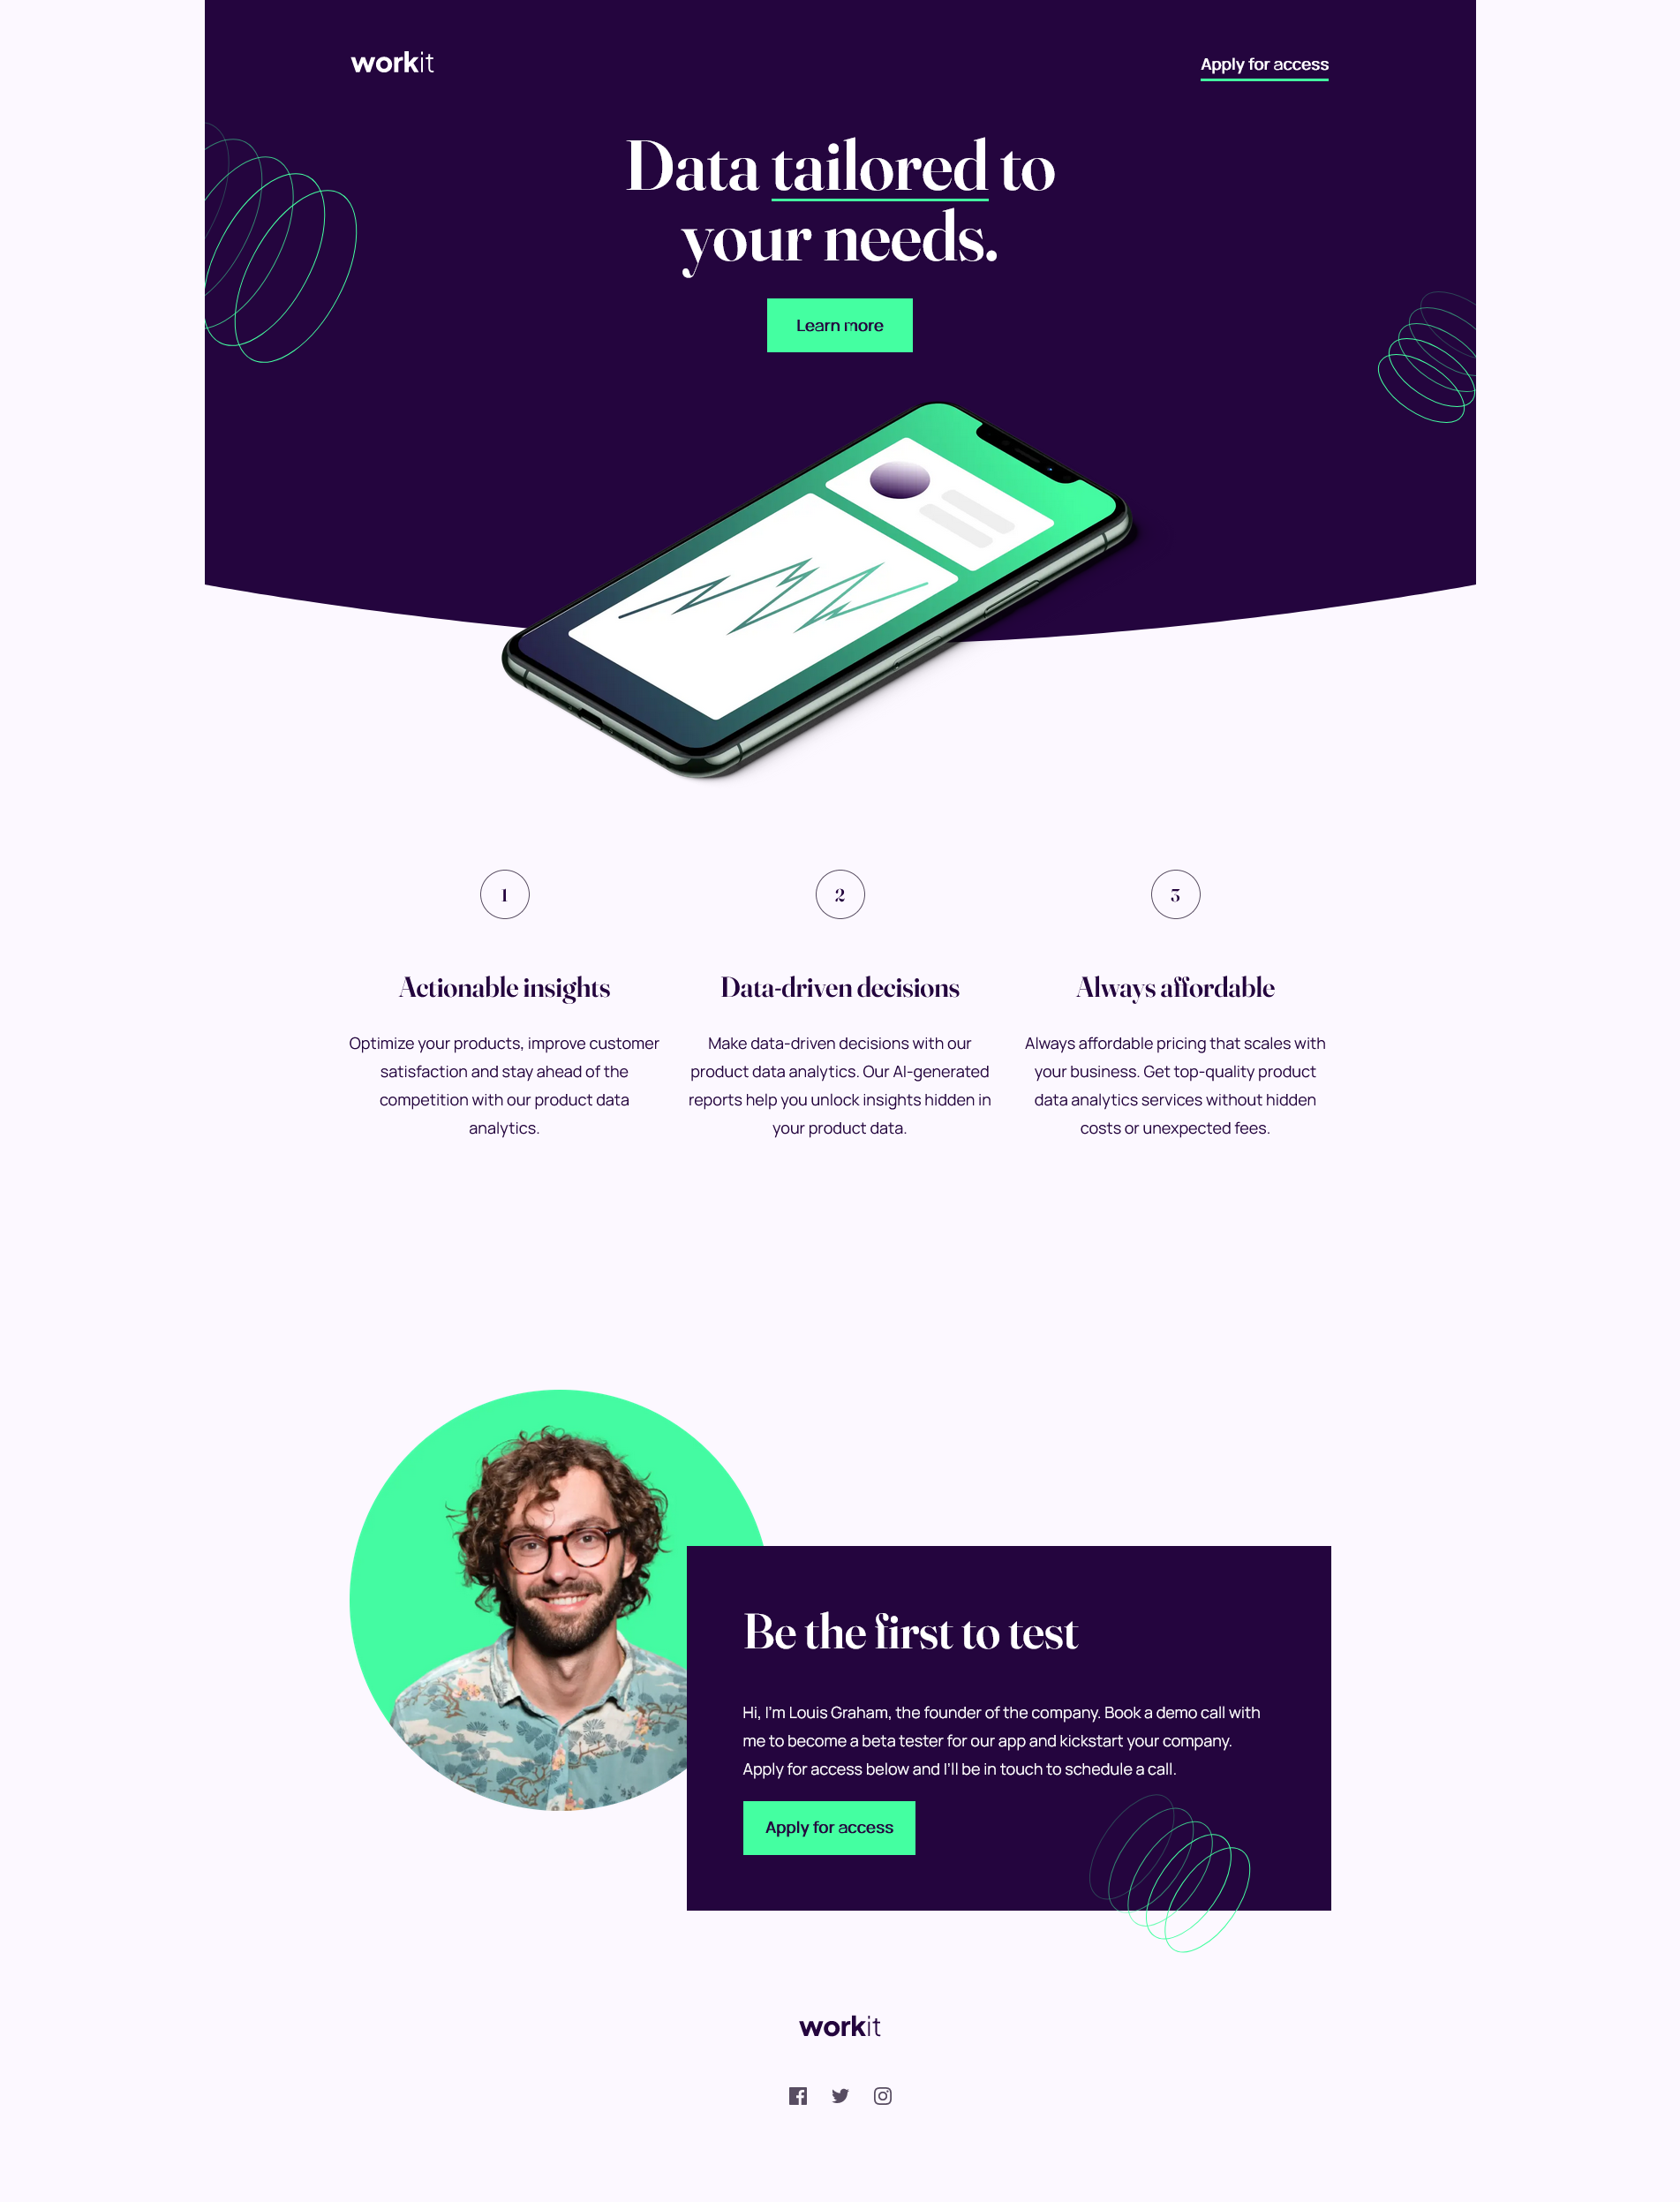 workit
Apply for access
Data tailored to
your needs.
Learn more
1
2
3
Actionable insights
Data-driven decisions
Always affordable
Optimize your products, improve customer
satisfaction and stay ahead of the
competition with our product data
analytics.
Make data-driven decisions with our
product data analytics. Our AI-generated
reports help you unlock insights hidden in
your product data.
Always affordable pricing that scales with
your business. Get top-quality product
data analytics services without hidden
costs or unexpected fees.
Be the first to test
Hi, I'm Louis Graham, the founder of the company. Book a demo call with
me to become a beta tester for our app and kickstart your company.
Apply for access below and I'll be in touch to schedule a call.
Apply for access
workit